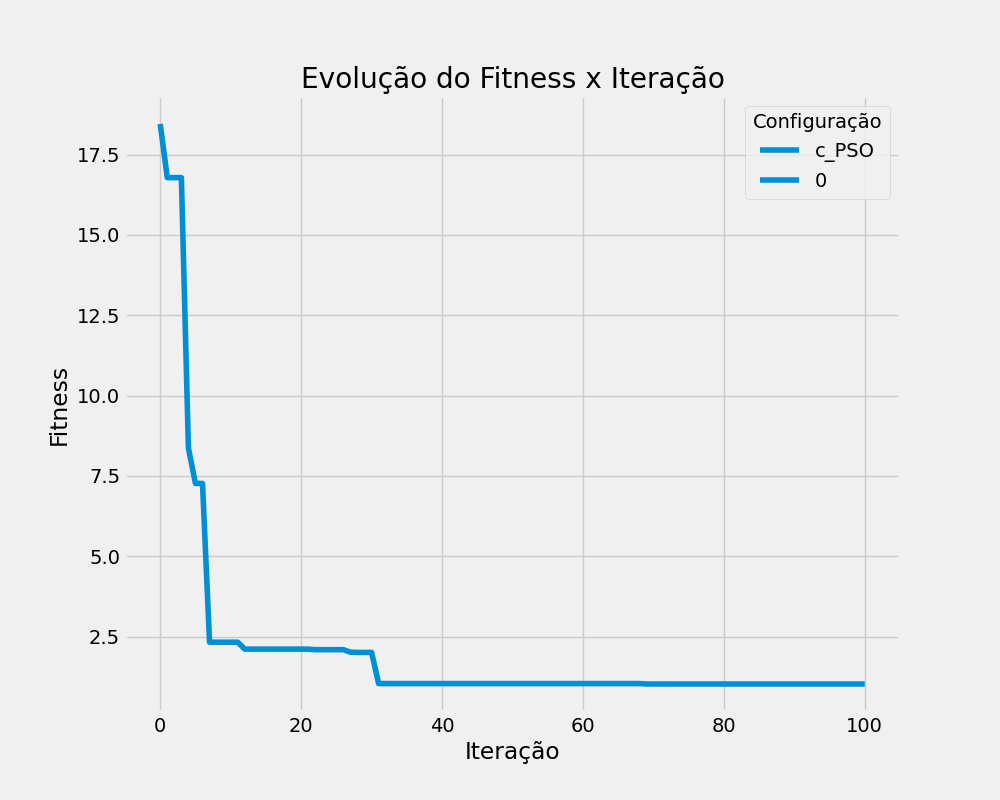 Evolução do Fitness x Iteração
Configuração
c_PSO
0
Fitness
17.5
15.0
12.5
10.0
7.5
5.0
2.5
0 20 40 60 80 100
Iteração